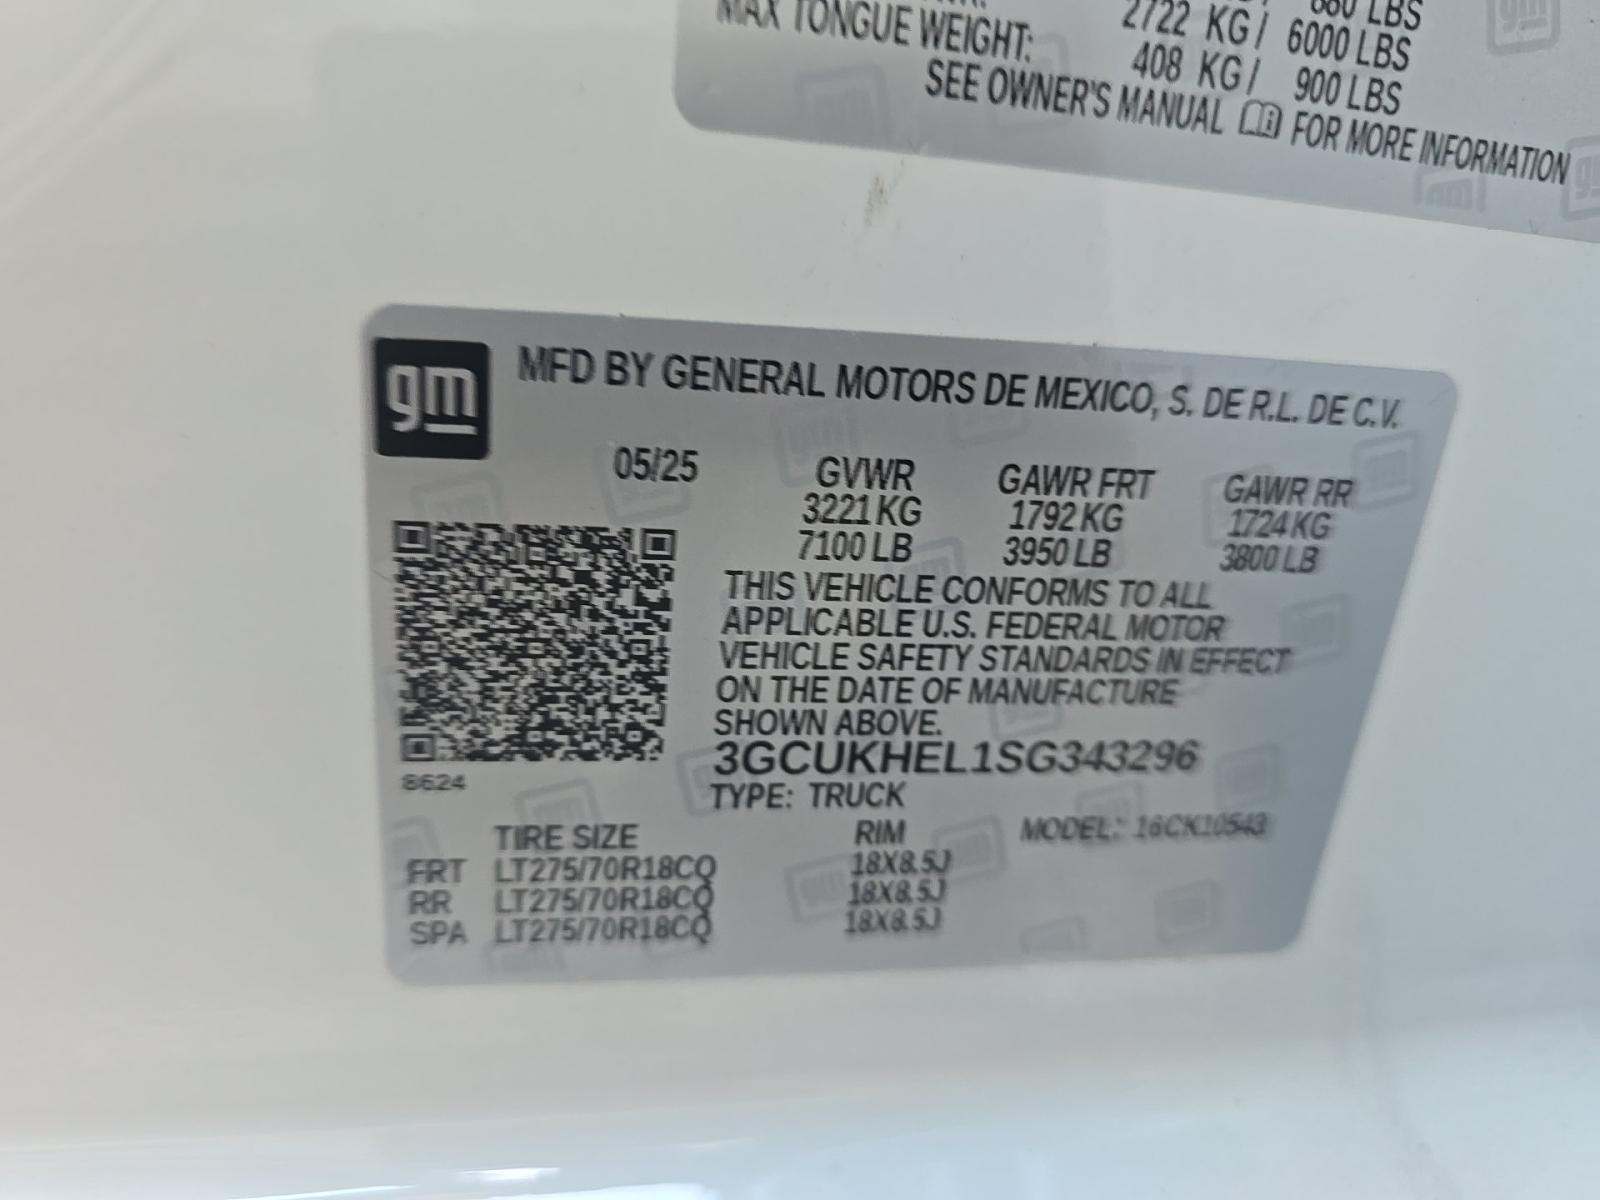 660 LBS
2722 KG/ 6000 LBS
MAX TONGUE WEIGHT: 408 KG/ 900 LBS
SEE OWNER'S MANUAL FOR MORE INFORMATION
gm MFD BY GENERAL MOTORS DE MEXICO, S. DE R.L. DE C.V.
05/25 GVWR GAWR FRT GAWR RR
3221 KG 1792 KG 1724 KG
7100 LB 3950 LB 3800 LB
THIS VEHICLE CONFORMS TO ALL
APPLICABLE U.S. FEDERAL MOTOR
VEHICLE SAFETY STANDARDS IN EFFECT
ON THE DATE OF MANUFACTURE
SHOWN ABOVE.
3GCUKHEL1SG343296
8624
TYPE: TRUCK
TIRE SIZE RIM MODEL: 16CK10543
FRT LT275/70R18CQ 18X8.5J
RR LT275/70R18CQ 18X8.5J
SPA LT275/70R18CQ 18X8.5J